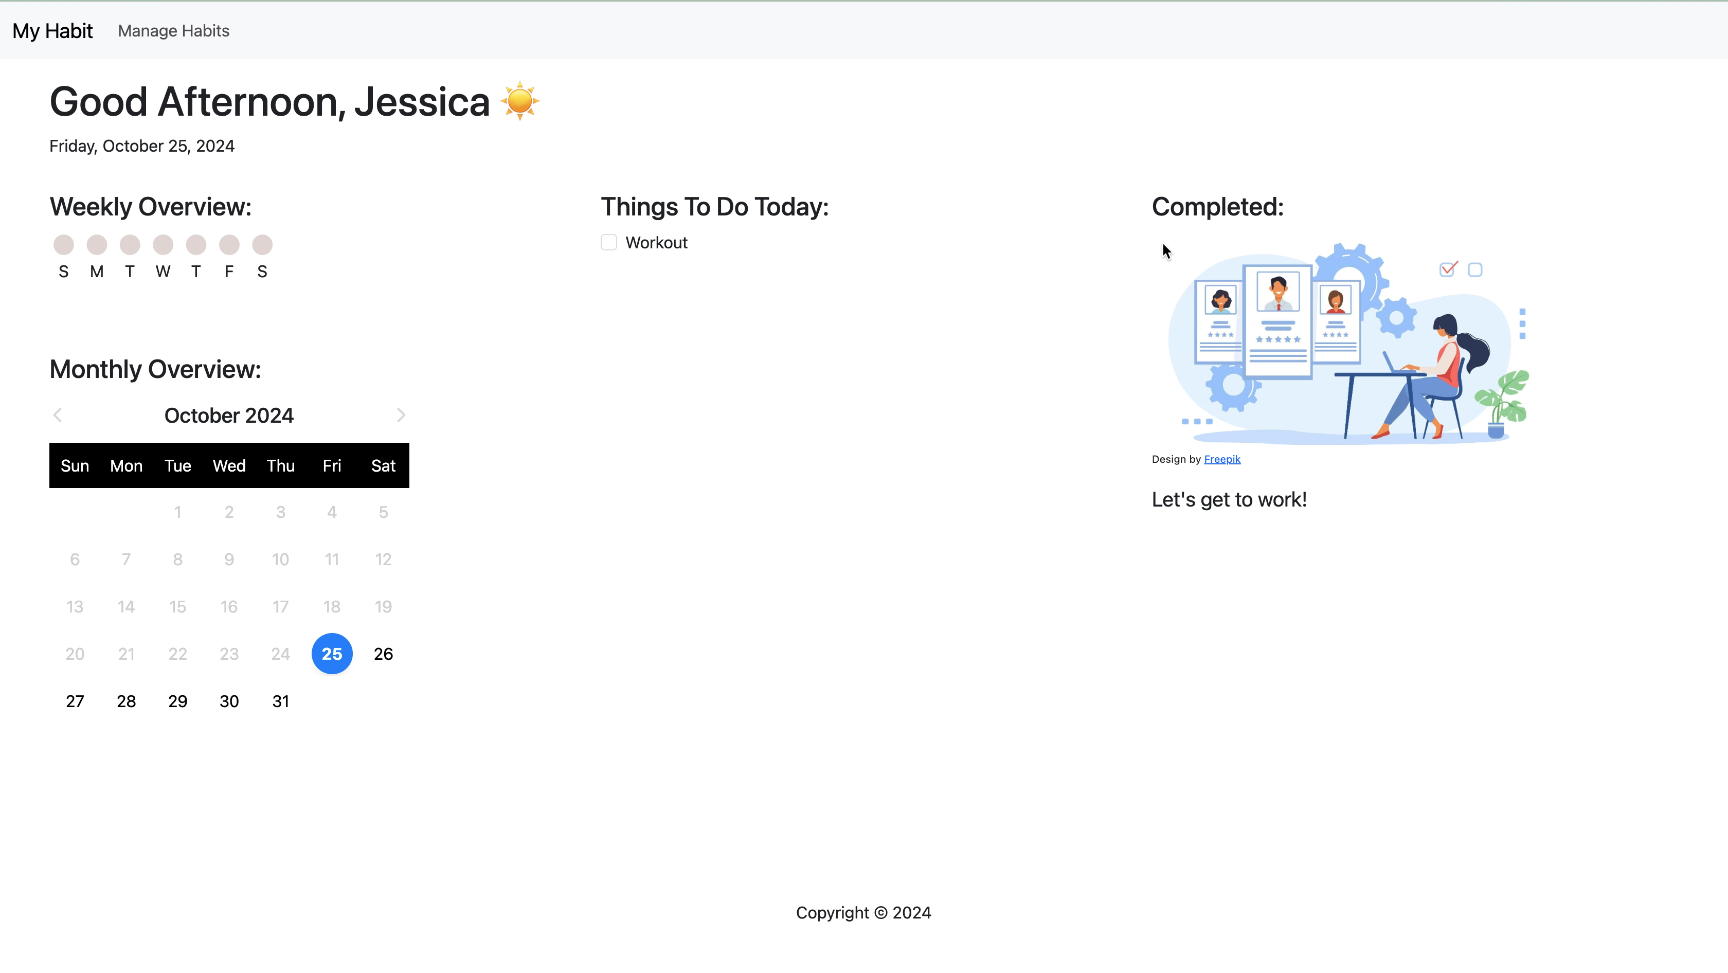 My Habit Manage Habits
Good Afternoon, Jessica
Friday, October 25, 2024
Weekly Overview:
S M T W T F S
Monthly Overview:
October 2024
Sun Mon Tue Wed Thu Fri Sat
1 2 3 4 5
6 7 8 9 10 11 12
13 14 15 16 17 18 19
20 21 22 23 24 25 26
27 28 29 30 31
Things To Do Today:
Workout
Completed:
Design by Freepik
Let's get to work!
Copyright © 2024